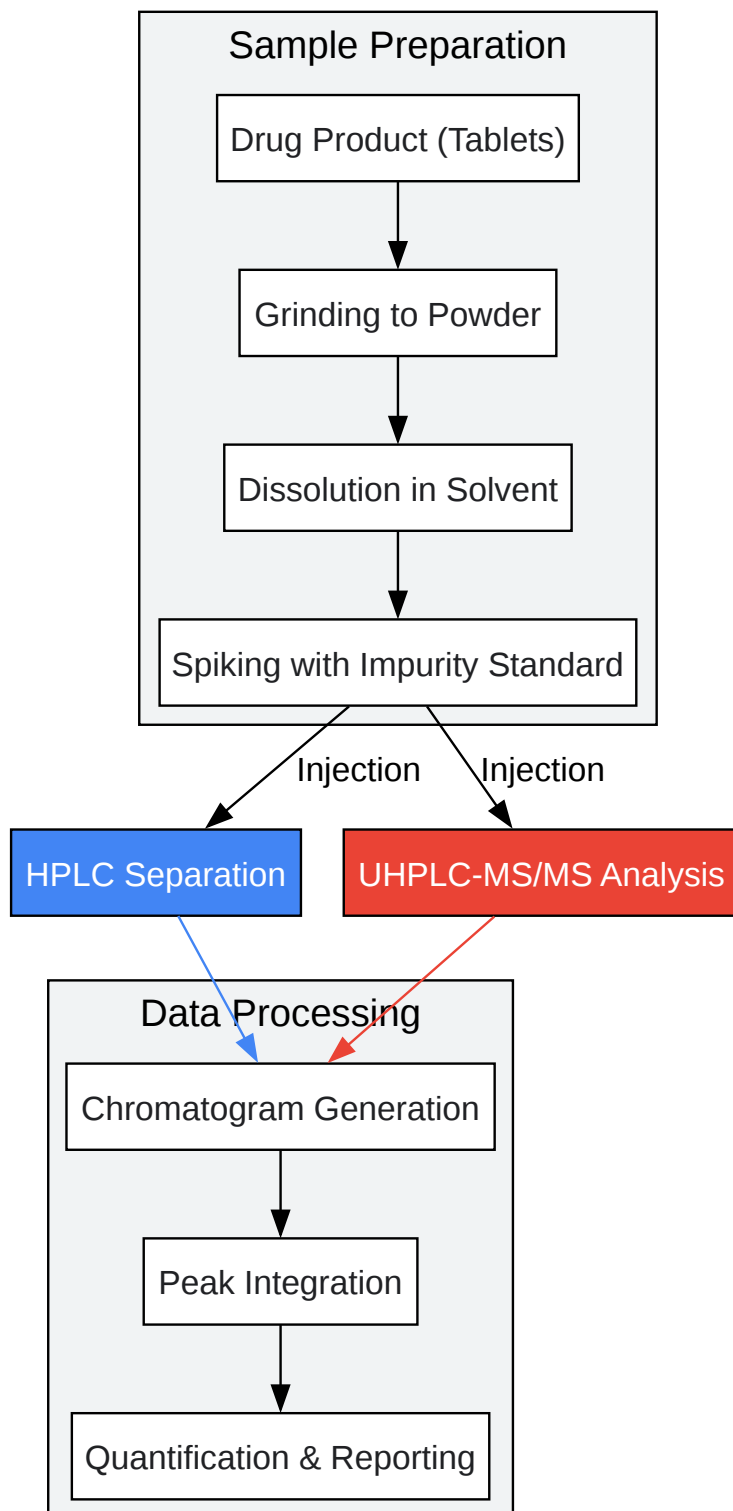 Sample Preparation
Drug Product (Tablets)
Grinding to Powder
Dissolution in Solvent
Spiking with Impurity Standard
Injection
Injection
HPLC Separation
UHPLC-MS/MS Analysis
Data Processing
Chromatogram Generation
Peak Integration
Quantification & Reporting